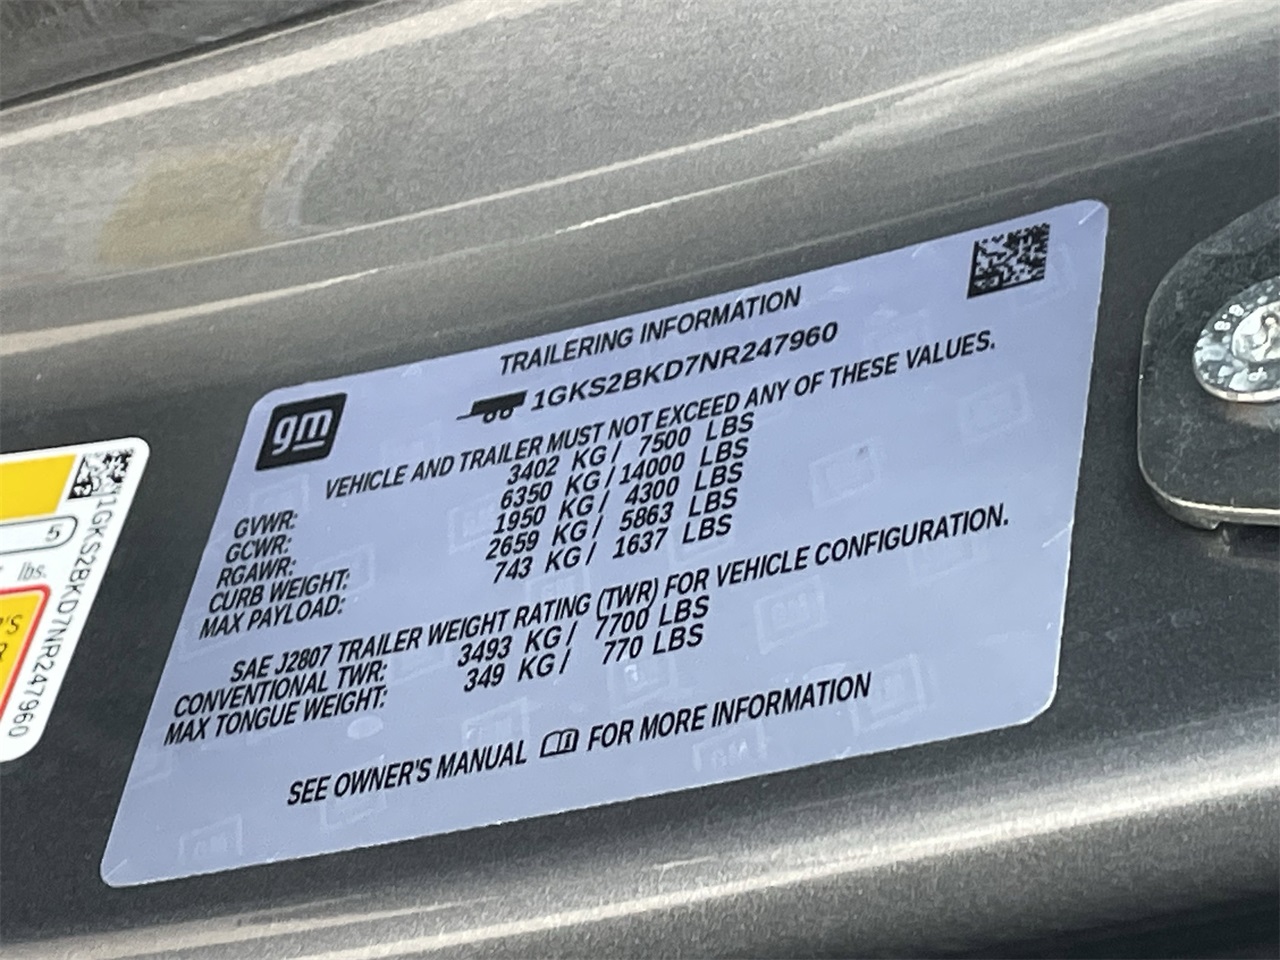 TRAILERING INFORMATION
1GKS2BKD7NR247960
gm
VEHICLE AND TRAILER MUST NOT EXCEED ANY OF THESE VALUES.
GVWR: 3402 KG / 7500 LBS
GCWR: 6350 KG / 14000 LBS
RGAWR: 1950 KG / 4300 LBS
CURB WEIGHT: 2659 KG / 5863 LBS
MAX PAYLOAD: 743 KG / 1637 LBS
SAE J2807 TRAILER WEIGHT RATING (TWR) FOR VEHICLE CONFIGURATION.
CONVENTIONAL TWR: 3493 KG / 7700 LBS
MAX TONGUE WEIGHT: 349 KG / 770 LBS
SEE OWNER'S MANUAL FOR MORE INFORMATION
5
lbs.
'S
1GKS2BKD7NR247960